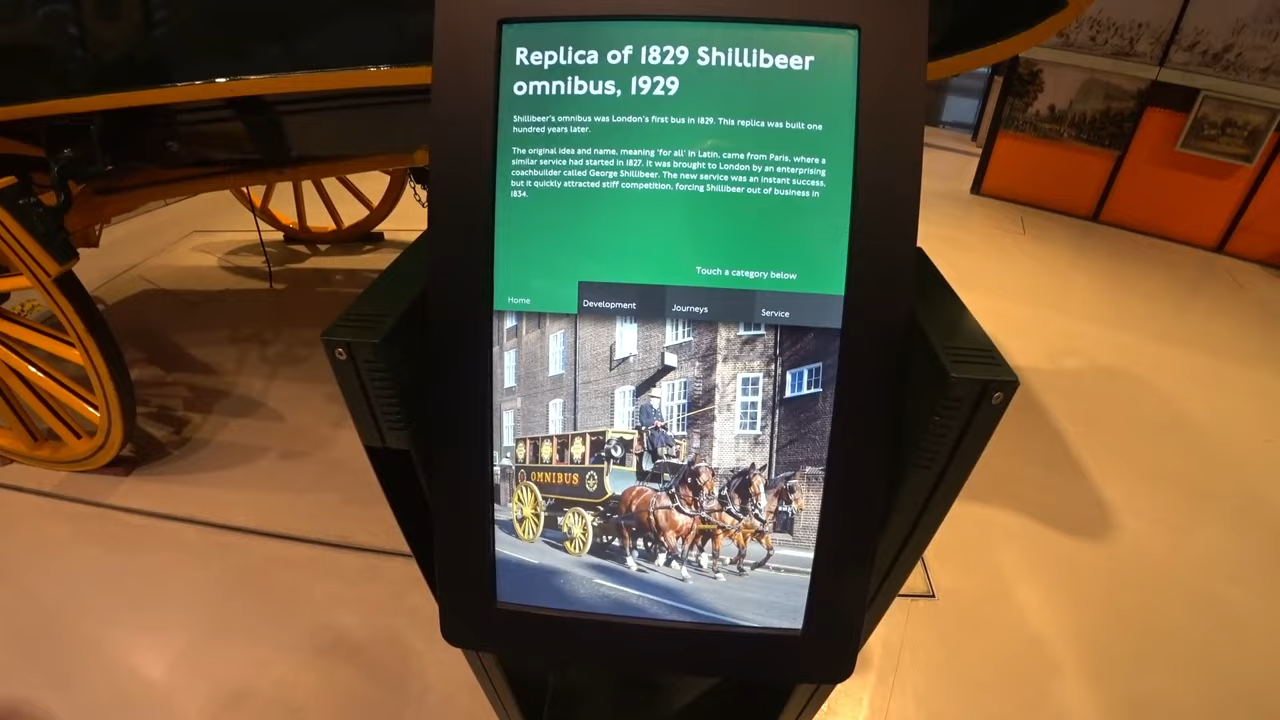 Replica of 1829 Shillibeer
omnibus, 1929
Shillibeer's omnibus was London's first bus in 1829. This replica was built one
hundred years later.
The original idea and name, meaning 'for all' in Latin, came from Paris, where a
similar service had started in 1827. It was brought to London by an enterprising
coachbuilder called George Shillibeer. The new service was an instant success,
but it quickly attracted stiff competition, forcing Shillibeer out of business in
1834.
Touch a category below
Home
Development
Journeys
Service
OMNIBUS